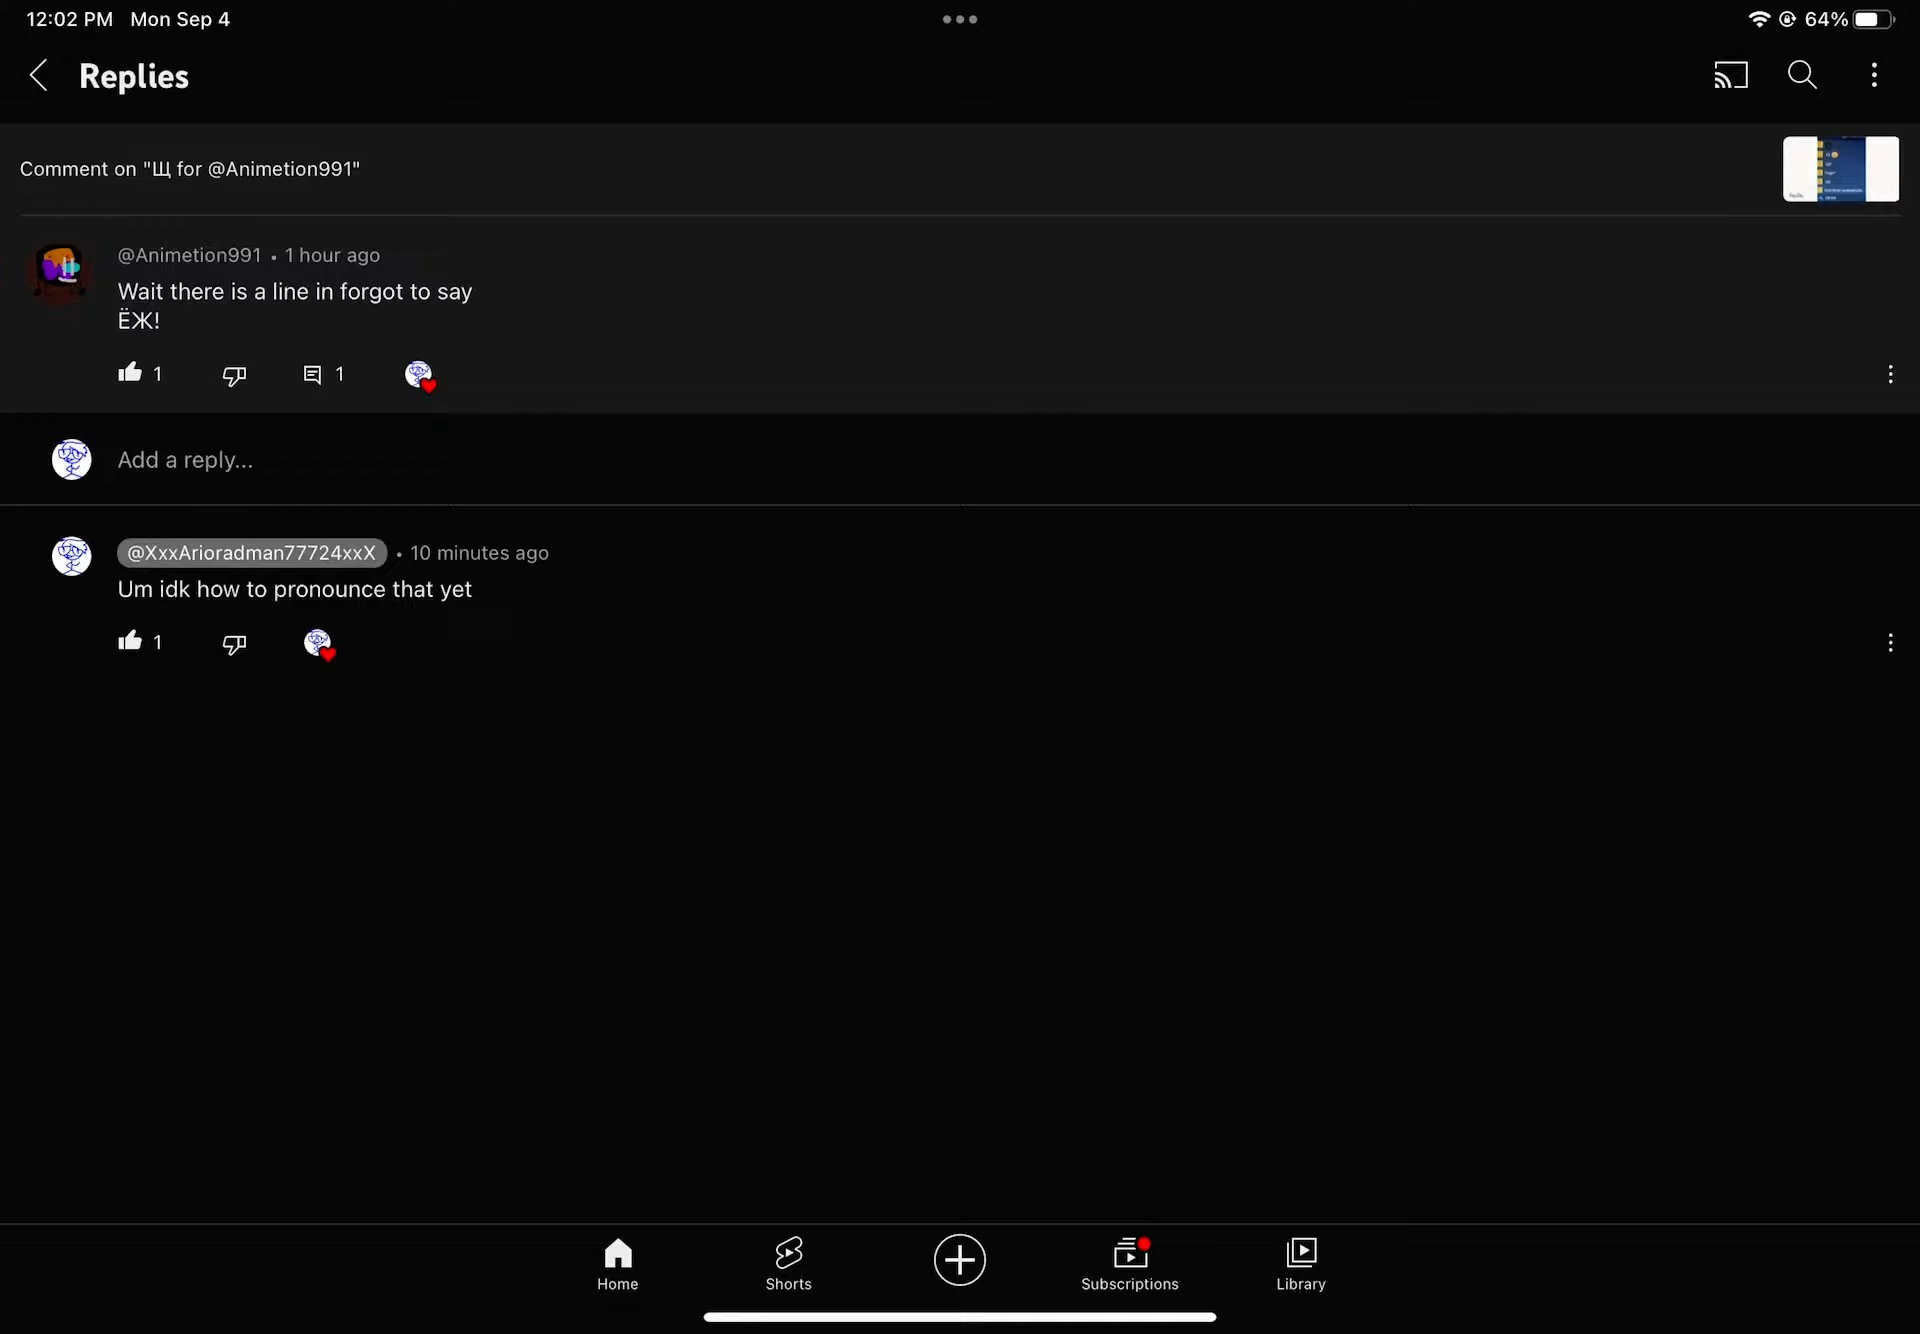 12:02 PM Mon Sep 4
64%
Replies
Comment on "Щ for @Animetion991"
@Animetion991 • 1 hour ago
Wait there is a line in forgot to say
ЁЖ!
1 1
Add a reply...
@XxxArioradman77724xxX • 10 minutes ago
Um idk how to pronounce that yet
1
Home Shorts Subscriptions Library